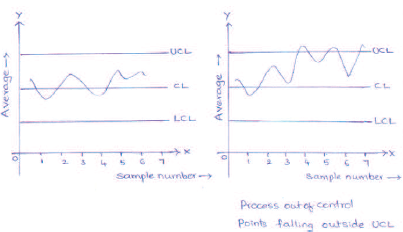 Y
UCL
CL
LCL
Average →
0 1 2 3 4 5 6 7
X
Sample number →
Y
UCL
CL
LCL
Average →
0 1 2 3 4 5 6 7
X
Sample number →
Process out of control
Points falling outside UCL